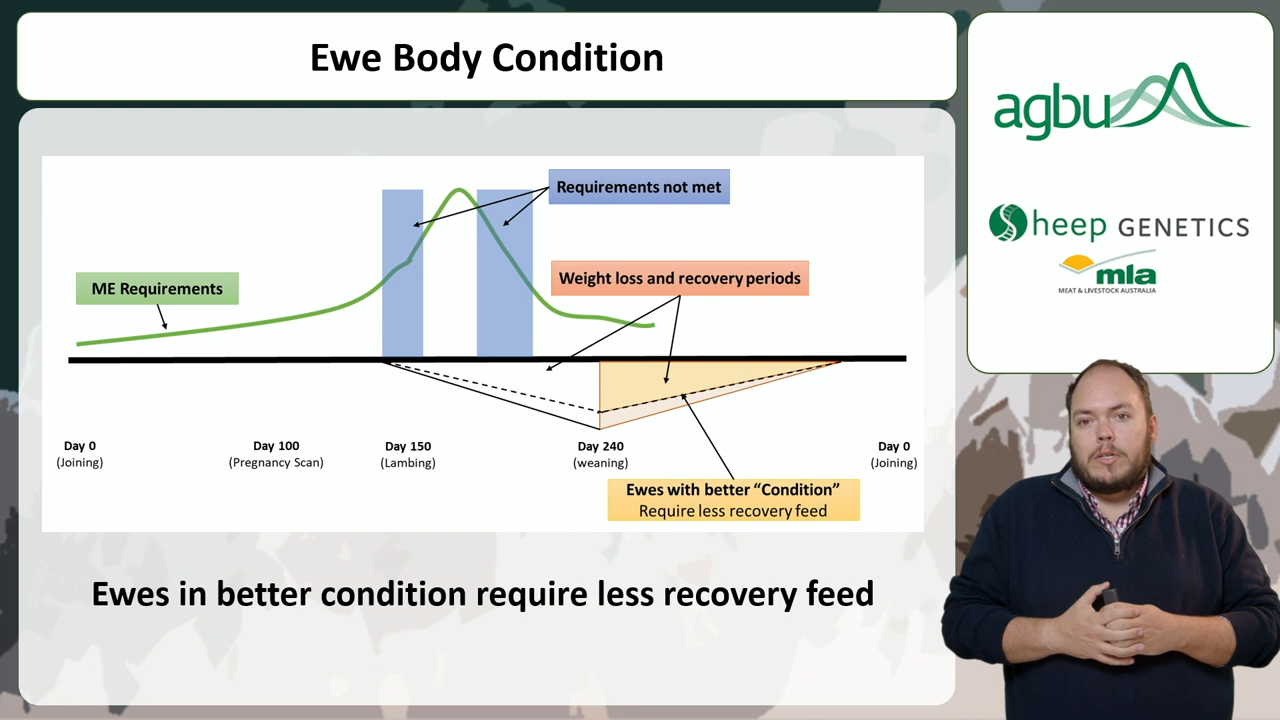 Ewe Body Condition
agbu
Requirements not met
Sheep GENETICS
mla
MEAT & LIVESTOCK AUSTRALIA
ME Requirements
Weight loss and recovery periods
Day 0
(Joining)
Day 100
(Pregnancy Scan)
Day 150
(Lambing)
Day 240
(weaning)
Day 0
(Joining)
Ewes with better “Condition”
Require less recovery feed
Ewes in better condition require less recovery feed